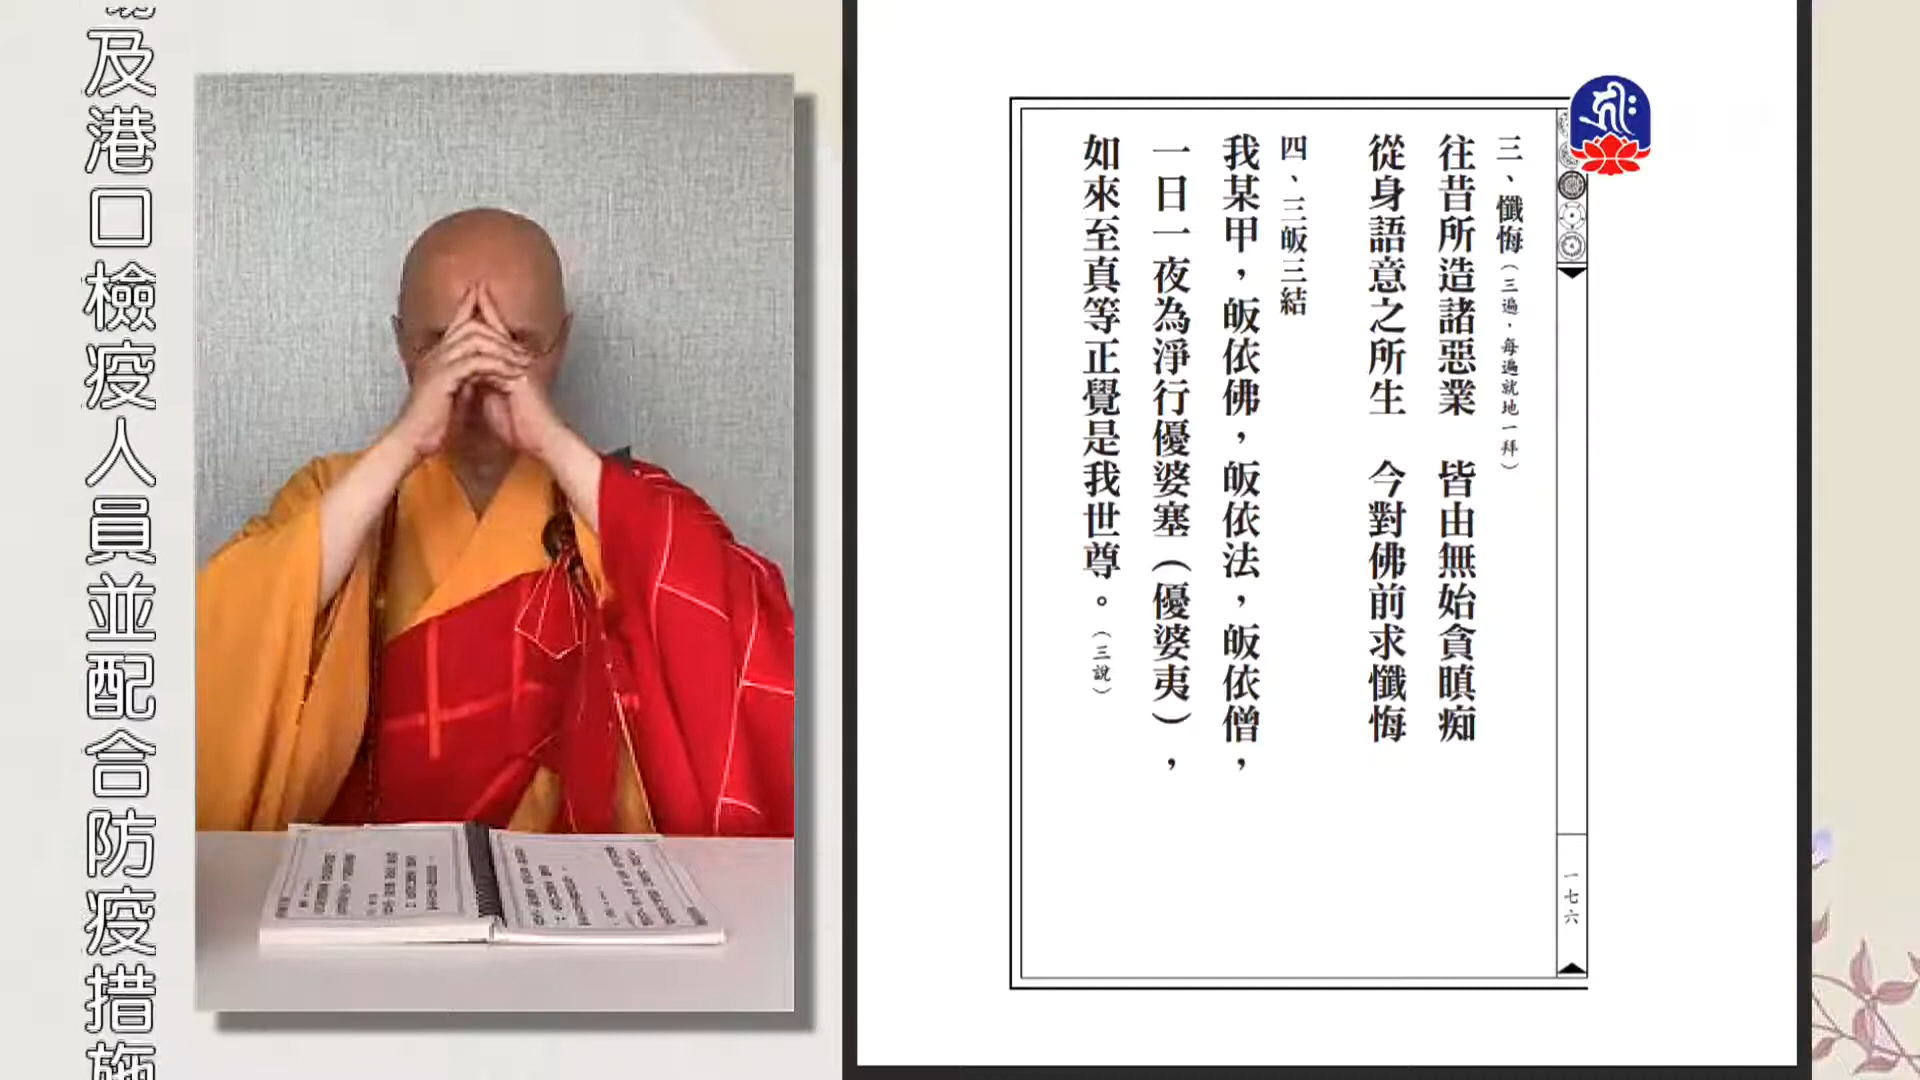 及港口檢疫人員並配合防疫措施
三、懺悔（三遍，每遍就地一拜）
往昔所造諸惡業　皆由無始貪瞋痴
從身語意之所生　今對佛前求懺悔
四、三皈三結
我某甲，皈依佛，皈依法，皈依僧，
一日一夜為淨行優婆塞（優婆夷），
如來至真等正覺是我世尊。（三說）
一七六